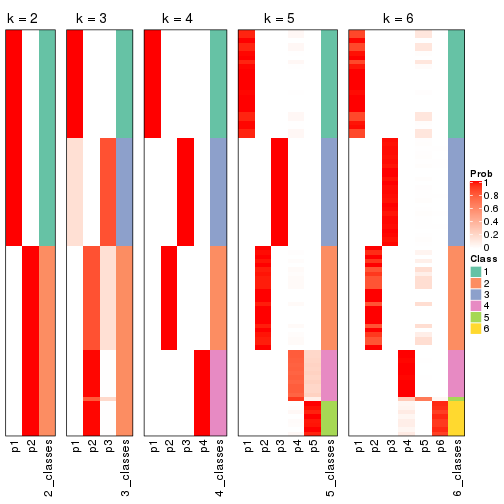 k = 2
k = 3
k = 4
k = 5
k = 6
Prob
1
0.8
0.6
0.4
0.2
0
Class
1
2
3
4
5
6
p1
p2
2_classes
p1
p2
p3
3_classes
p1
p2
p3
p4
4_classes
p1
p2
p3
p4
p5
5_classes
p1
p2
p3
p4
p5
p6
6_classes